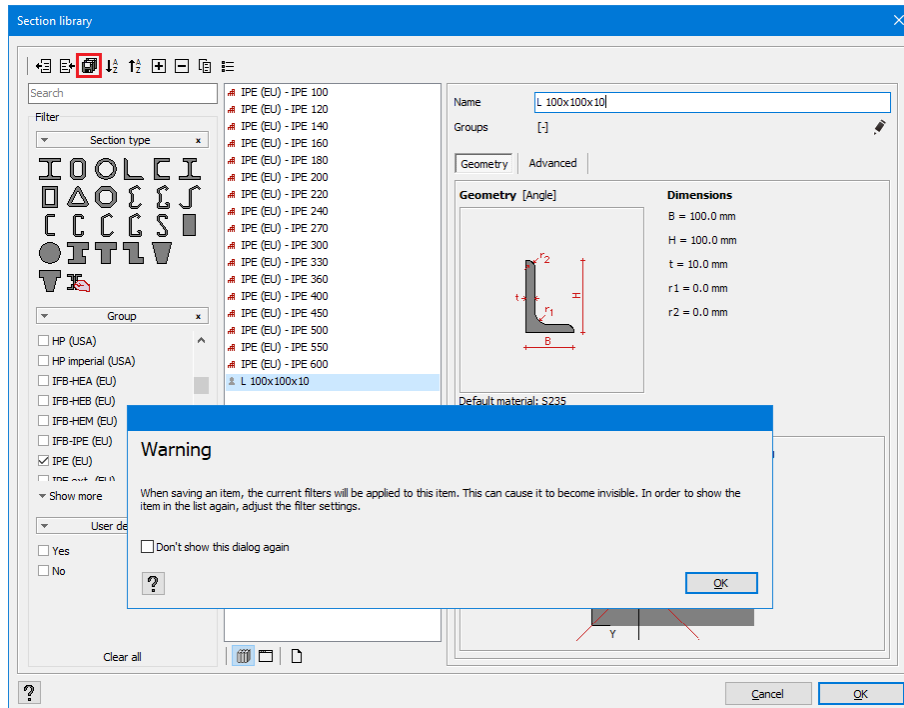 Section library
Search
Filter
Section type x
Group x
HP (USA)
HP imperial (USA)
IFB-HEA (EU)
IFB-HEB (EU)
IFB-HEM (EU)
IFB-IPE (EU)
IPE (EU)
IPE ext. (EU)
Show more
User de
Yes
No
Clear all
IPE (EU) - IPE 100
IPE (EU) - IPE 120
IPE (EU) - IPE 140
IPE (EU) - IPE 160
IPE (EU) - IPE 180
IPE (EU) - IPE 200
IPE (EU) - IPE 220
IPE (EU) - IPE 240
IPE (EU) - IPE 270
IPE (EU) - IPE 300
IPE (EU) - IPE 330
IPE (EU) - IPE 360
IPE (EU) - IPE 400
IPE (EU) - IPE 450
IPE (EU) - IPE 500
IPE (EU) - IPE 550
IPE (EU) - IPE 600
L 100x100x10
Name L 100x100x10
Groups [-]
Geometry Advanced
Geometry [Angle]
r2
t
H
r1
B
Dimensions
B = 100.0 mm
H = 100.0 mm
t = 10.0 mm
r1 = 0.0 mm
r2 = 0.0 mm
Default material: S235
Warning
When saving an item, the current filters will be applied to this item. This can cause it to become invisible. In order to show the
item in the list again, adjust the filter settings.
Don't show this dialog again
?
OK
Y
?
Cancel
OK